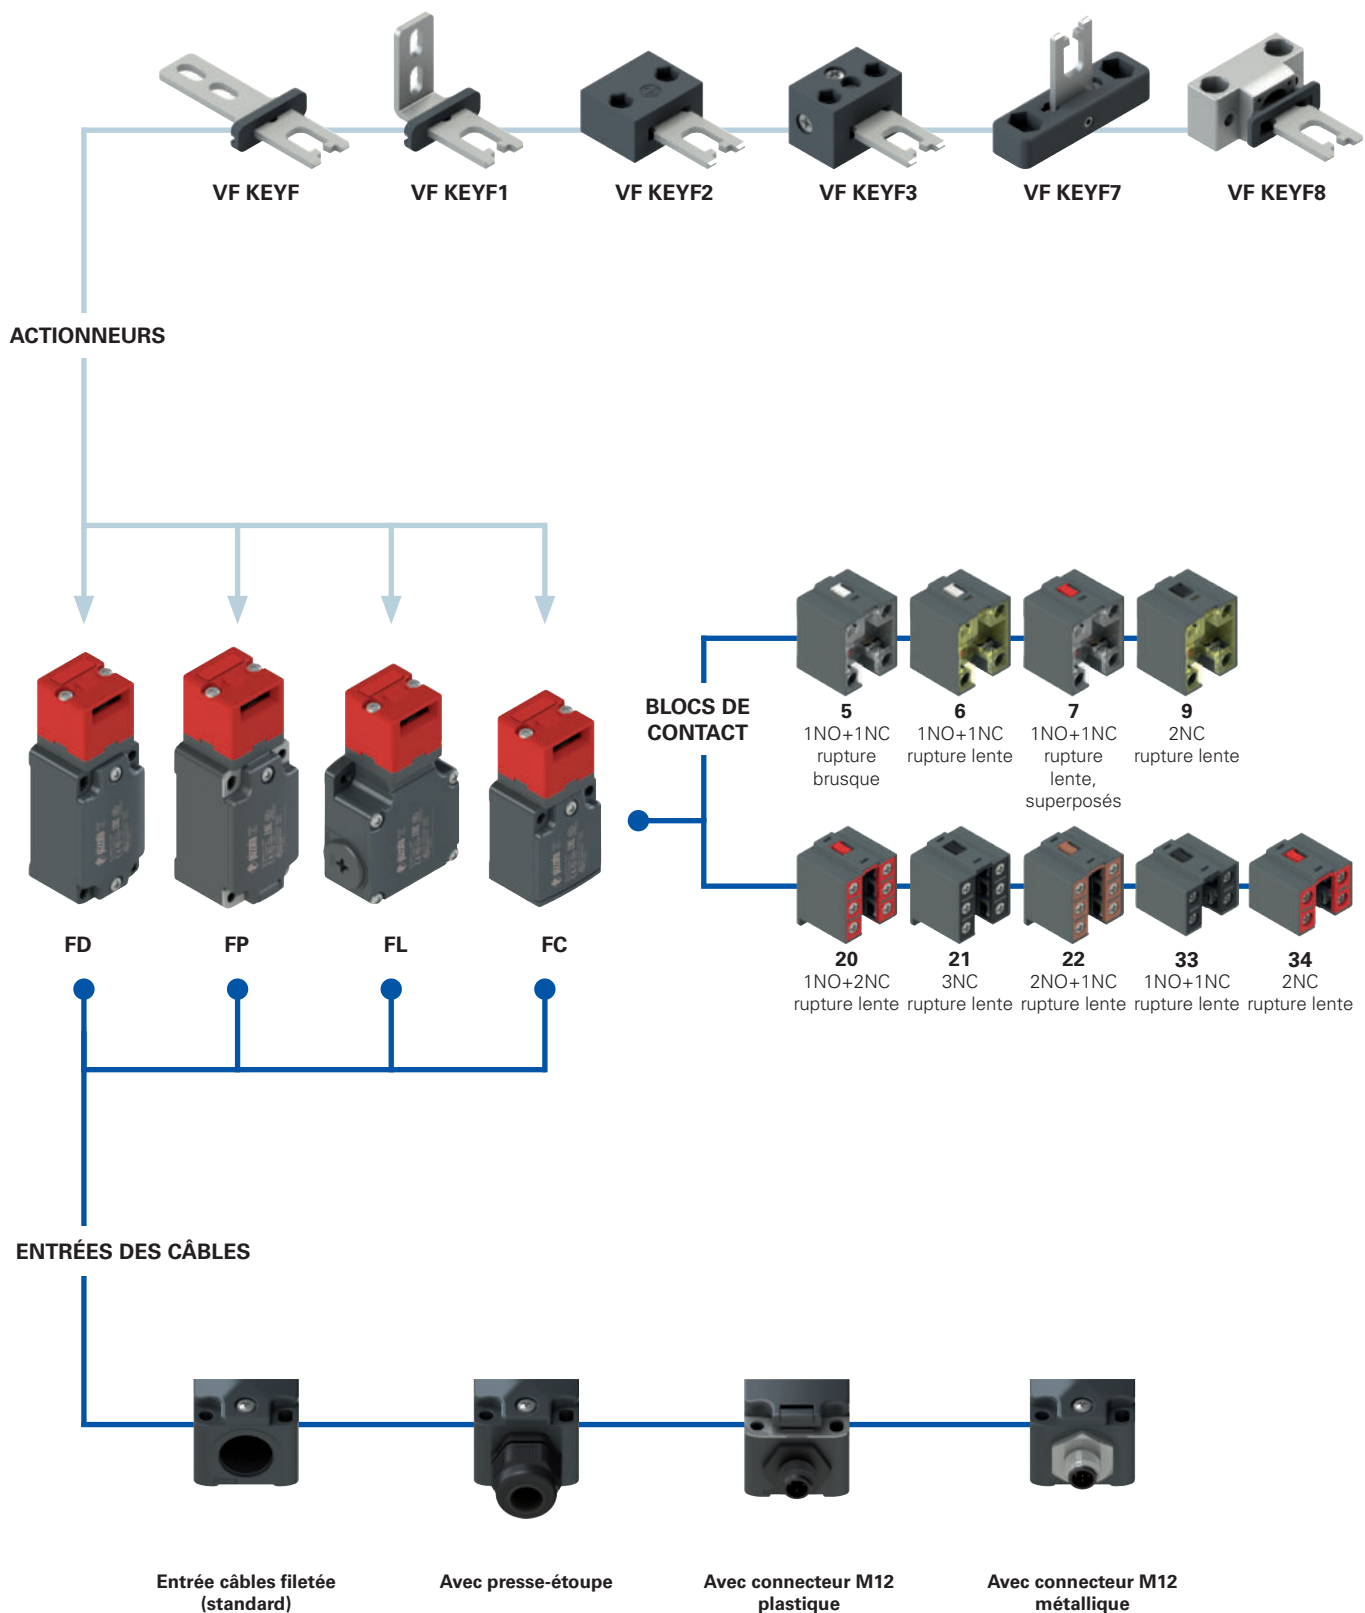 VF KEYF
VF KEYF1
VF KEYF2
VF KEYF3
VF KEYF7
VF KEYF8
ACTIONNEURS
BLOCS DE
CONTACT
5
1NO+1NC
rupture
brusque
6
1NO+1NC
rupture lente
7
1NO+1NC
rupture
lente,
superposés
9
2NC
rupture lente
20
1NO+2NC
rupture lente
21
3NC
rupture lente
22
2NO+1NC
rupture lente
33
1NO+1NC
rupture lente
34
2NC
rupture lente
FD
FP
FL
FC
ENTRÉES DES CÂBLES
Entrée câbles filetée
(standard)
Avec presse-étoupe
Avec connecteur M12
plastique
Avec connecteur M12
métallique